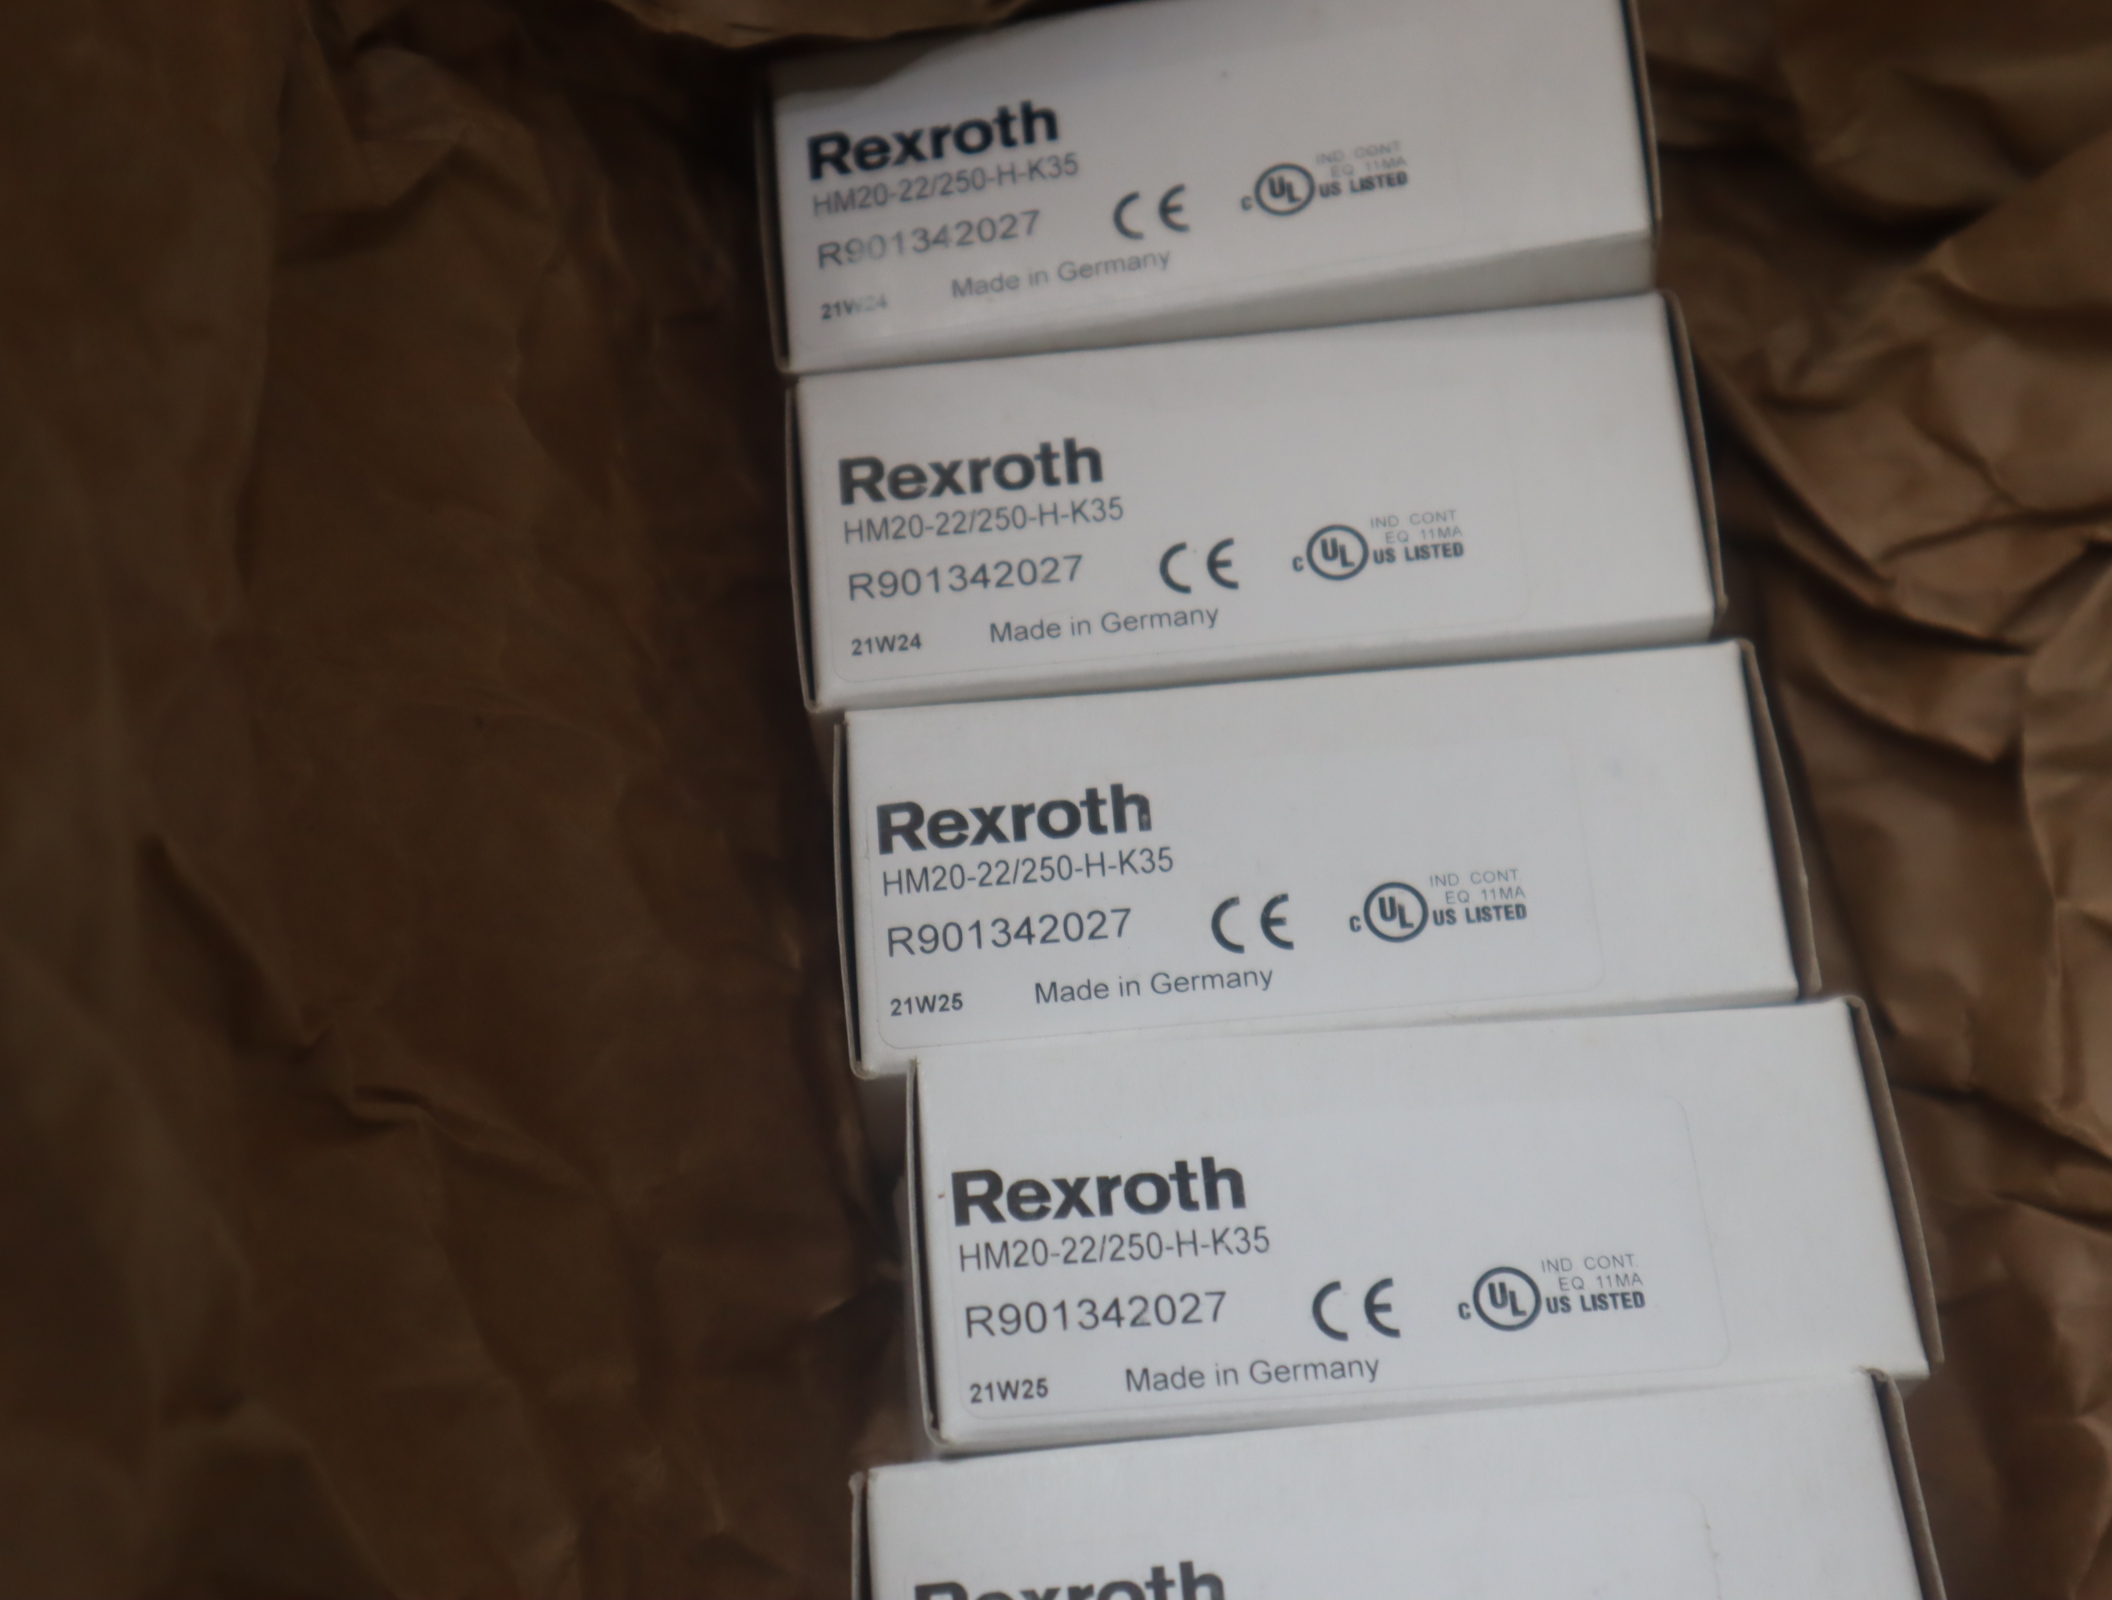 Rexroth
HM20-22/250-H-K35
R901342027 CE c UL US LISTED
IND CONT
EQ 11MA
21W24 Made in Germany
Rexroth
HM20-22/250-H-K35
R901342027 CE c UL US LISTED
IND CONT
EQ 11MA
21W24 Made in Germany
Rexroth
HM20-22/250-H-K35
R901342027 CE c UL US LISTED
IND CONT.
EQ 11MA
21W25 Made in Germany
Rexroth
HM20-22/250-H-K35
R901342027 CE c UL US LISTED
IND CONT.
EQ 11MA
21W25 Made in Germany
Rexroth